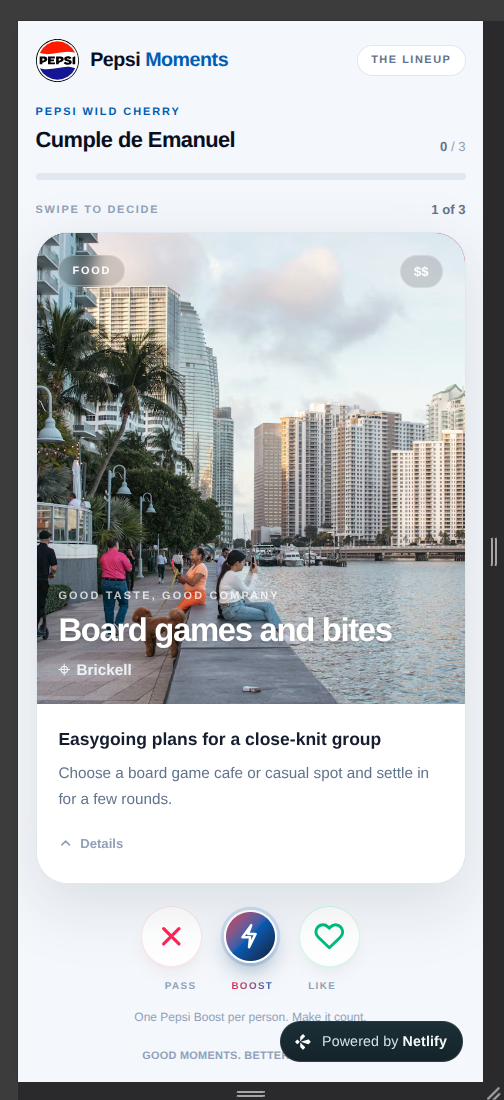 pepsi
Pepsi Moments
THE LINEUP
PEPSI WILD CHERRY
Cumple de Emanuel
0 / 3
SWIPE TO DECIDE
1 of 3
FOOD
$$
GOOD TASTE, GOOD COMPANY
Board games and bites
Brickell
Easygoing plans for a close-knit group
Choose a board game cafe or casual spot and settle in
for a few rounds.
Details
PASS
BOOST
LIKE
One Pepsi Boost per person. Make it count.
GOOD MOMENTS. BETTER
Powered by Netlify